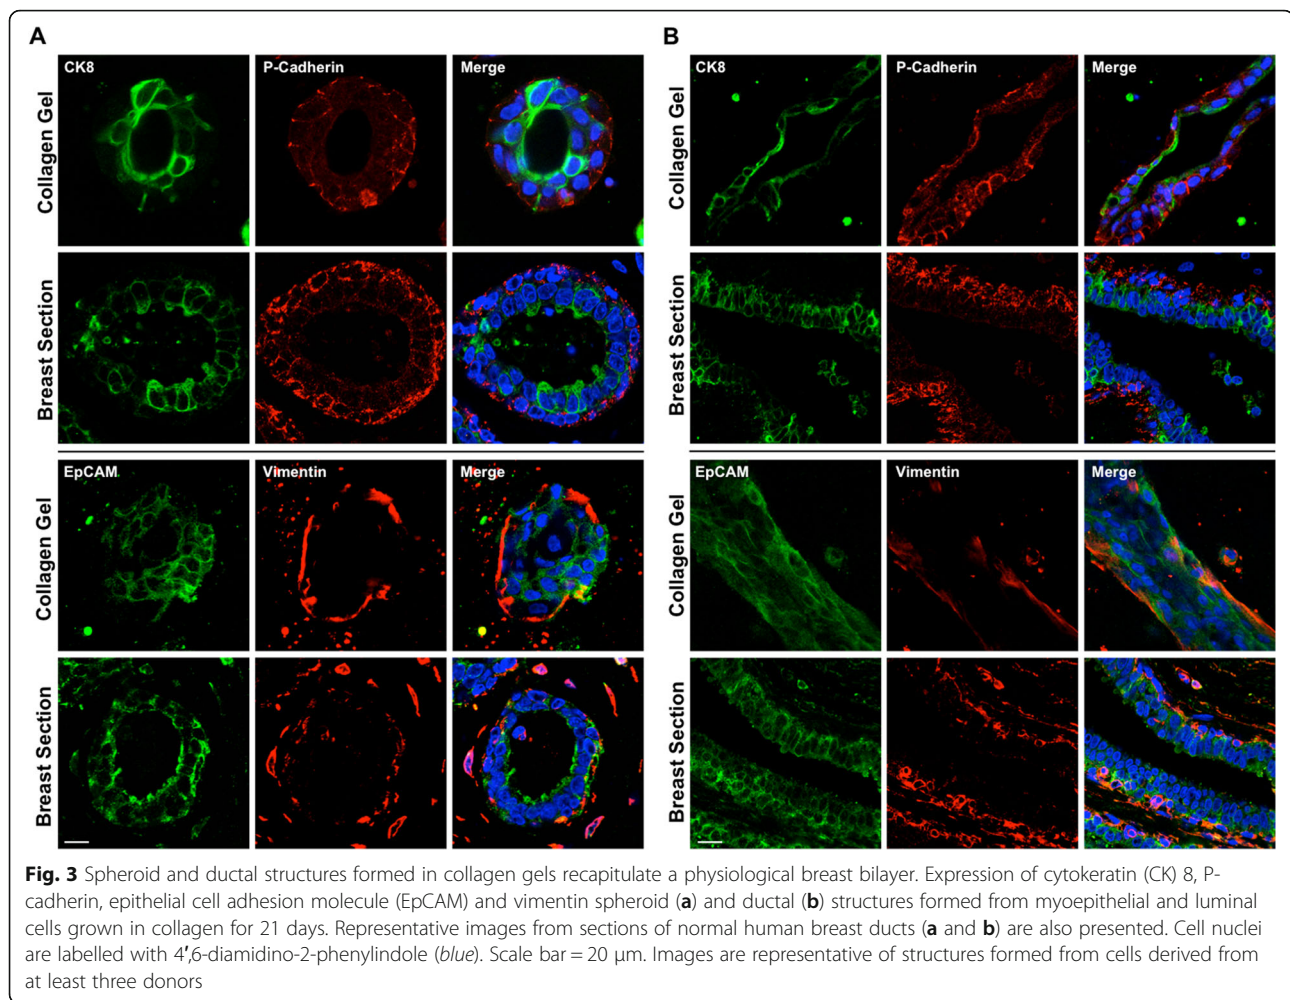 A
B
CK8 P-Cadherin Merge
CK8 P-Cadherin Merge
Collagen Gel
Collagen Gel
Breast Section
Breast Section
EpCAM Vimentin Merge
EpCAM Vimentin Merge
Collagen Gel
Collagen Gel
Breast Section
Breast Section
Fig. 3 Spheroid and ductal structures formed in collagen gels recapitulate a physiological breast bilayer. Expression of cytokeratin (CK) 8, P-
cadherin, epithelial cell adhesion molecule (EpCAM) and vimentin spheroid (a) and ductal (b) structures formed from myoepithelial and luminal
cells grown in collagen for 21 days. Representative images from sections of normal human breast ducts (a and b) are also presented. Cell nuclei
are labelled with 4′,6-diamidino-2-phenylindole (blue). Scale bar = 20 μm. Images are representative of structures formed from cells derived from
at least three donors